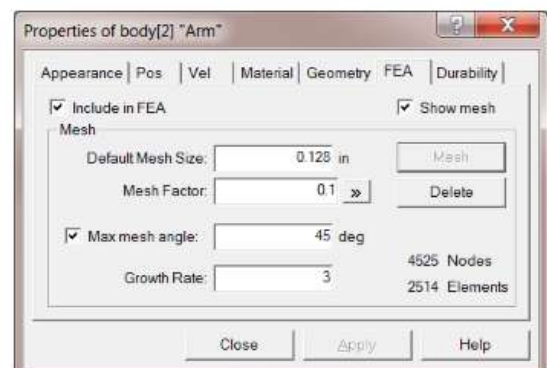 Properties of body[2] "Arm"
Appearance Pos Vel Material Geometry FEA Durability
Include in FEA Show mesh
Mesh
Default Mesh Size: 0.128 in Mesh
Mesh Factor: 0.1 » Delete
Max mesh angle: 45 deg
4525 Nodes
Growth Rate: 3
2514 Elements
Close Apply Help